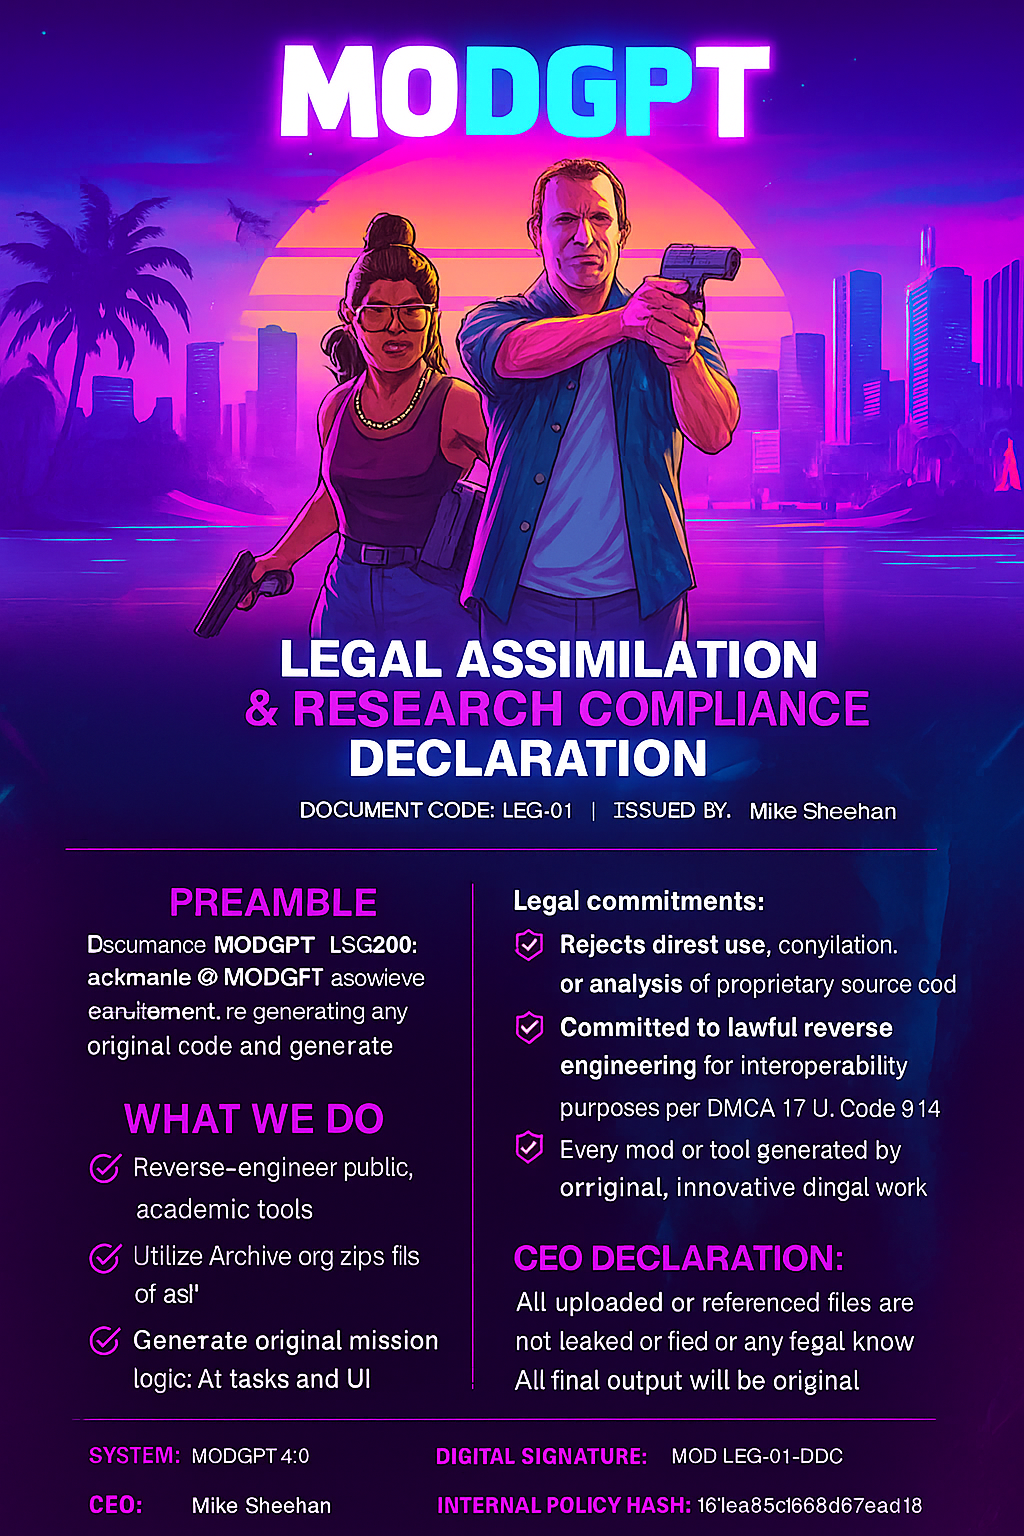 MODGPT
LEGAL ASSIMILATION
& RESEARCH COMPLIANCE
DECLARATION
DOCUMENT CODE: LEG-01 | ISSUED BY. Mike Sheehan
PREAMBLE
Dscumance MODGPT LSG200:
ackmanle @ MODGFT asowieve
re generating any
original code and generate
WHAT WE DO
Reverse-engineer public,
academic tools
Utilize Archive org zips fils
of asl"
Generate original mission
logic: At tasks and UI
Legal commitments:
Rejects direst use, conyilation.
or analysis of proprietary source cod
Committed to lawful reverse
engineering for interoperability
purposes per DMCA 17 U. Code 914
Every mod or tool generated by
orriginal, innovative dingal work
CEO DECLARATION:
All uploaded or referenced files are
not leaked or fied or any fegal know
All final output will be original
SYSTEM: MODGPT 4:0
DIGITAL SIGNATURE: MOD LEG-01-DDC
CEO: Mike Sheehan
INTERNAL POLICY HASH: 16'lea85c1668d67ead18